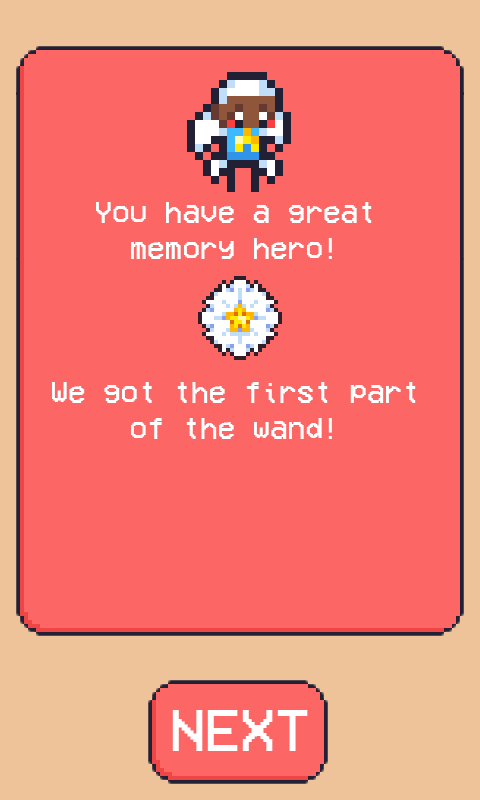 You have a great
memory hero!
We got the first part
of the wand!
NEXT